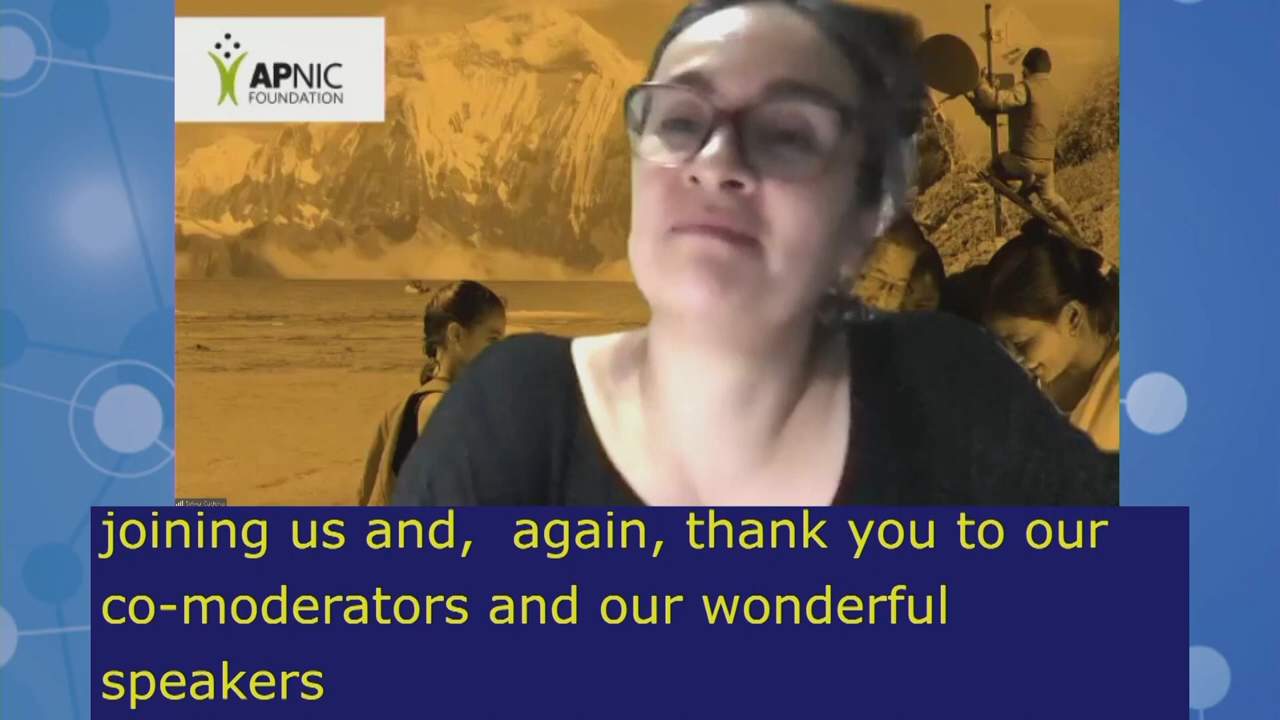 APNIC
FOUNDATION
joining us and, again, thank you to our
co-moderators and our wonderful
speakers